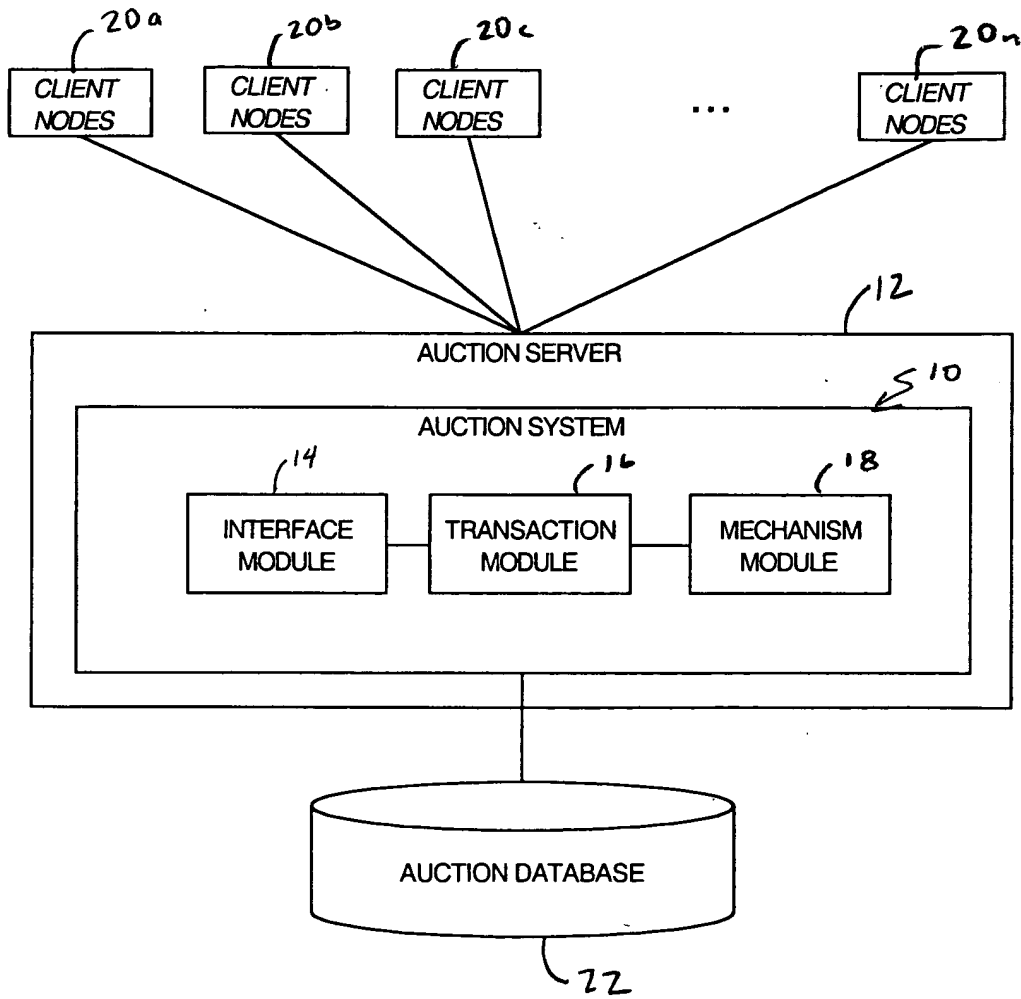 20a 20b 20c 20n
CLIENT NODES CLIENT NODES CLIENT NODES ... CLIENT NODES
12
AUCTION SERVER
10
AUCTION SYSTEM
14 16 18
INTERFACE MODULE TRANSACTION MODULE MECHANISM MODULE
AUCTION DATABASE
22